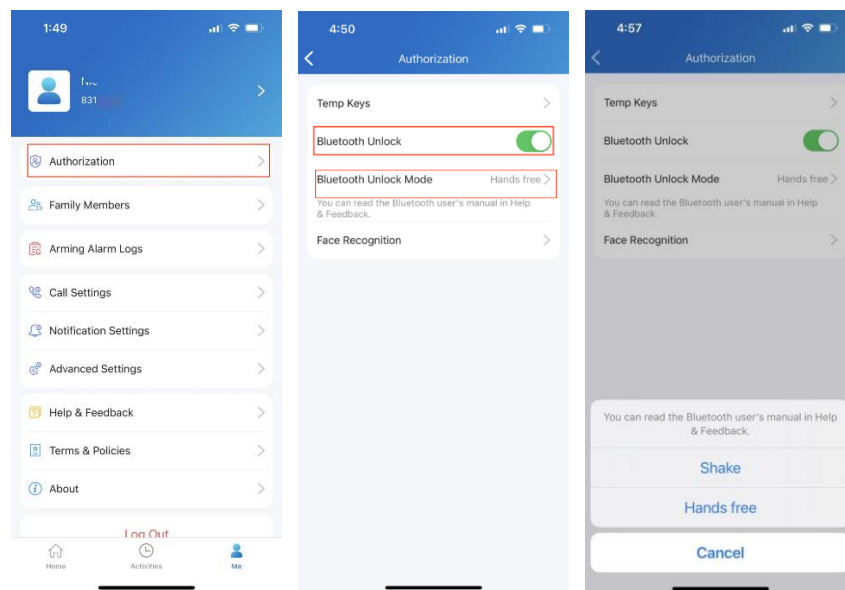 1:49
831
Authorization
Family Members
Arming Alarm Logs
Call Settings
Notification Settings
Advanced Settings
Help & Feedback
Terms & Policies
About
Log Out
Home
Activities
Me
4:50
Authorization
Temp Keys
Bluetooth Unlock
Bluetooth Unlock Mode
Hands free
You can read the Bluetooth user's manual in Help
& Feedback.
Face Recognition
4:57
Authorization
Temp Keys
Bluetooth Unlock
Bluetooth Unlock Mode
Hands free
You can read the Bluetooth user's manual in Help
& Feedback.
Face Recognition
You can read the Bluetooth user's manual in Help
& Feedback.
Shake
Hands free
Cancel